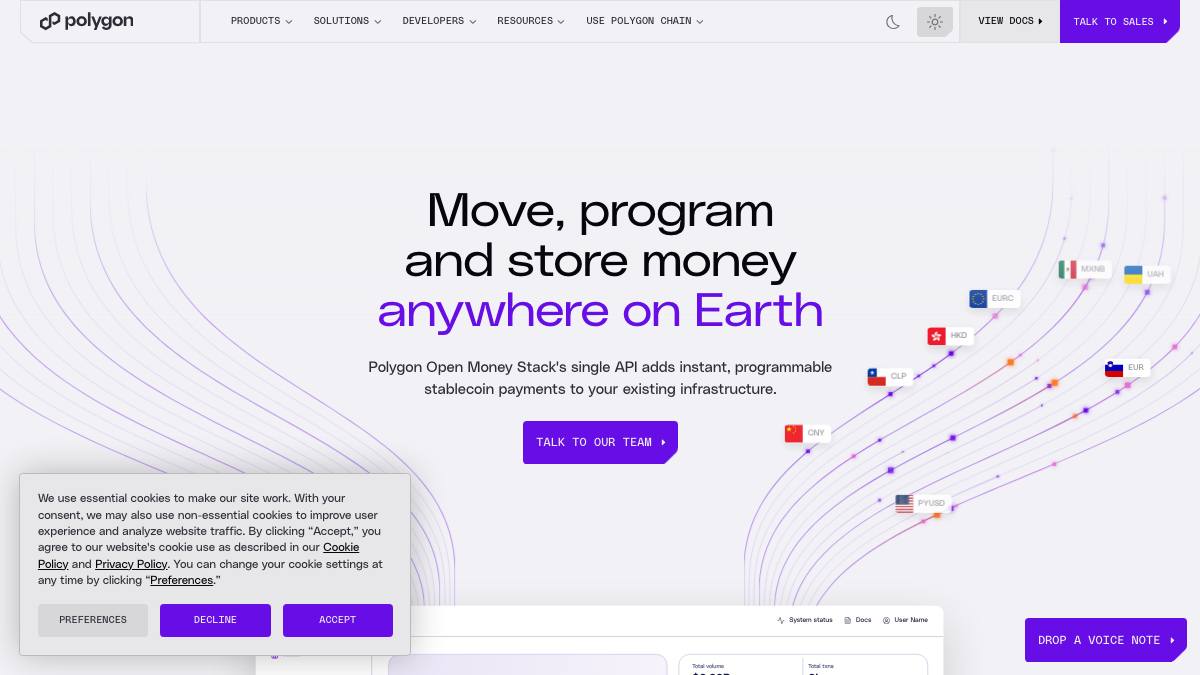 polygon
PRODUCTS
SOLUTIONS
DEVELOPERS
RESOURCES
USE POLYGON CHAIN
VIEW DOCS
TALK TO SALES
Move, program
and store money
anywhere on Earth
Polygon Open Money Stack's single API adds instant, programmable
stablecoin payments to your existing infrastructure.
TALK TO OUR TEAM
MXNB
UAH
EURC
HKD
EUR
CLP
CNY
PYUSD
We use essential cookies to make our site work. With your
consent, we may also use non-essential cookies to improve user
experience and analyze website traffic. By clicking “Accept,” you
agree to our website's cookie use as described in our Cookie
Policy and Privacy Policy. You can change your cookie settings at
any time by clicking “Preferences.”
PREFERENCES
DECLINE
ACCEPT
System status
Docs
User Name
Total volume
Total txns
DROP A VOICE NOTE